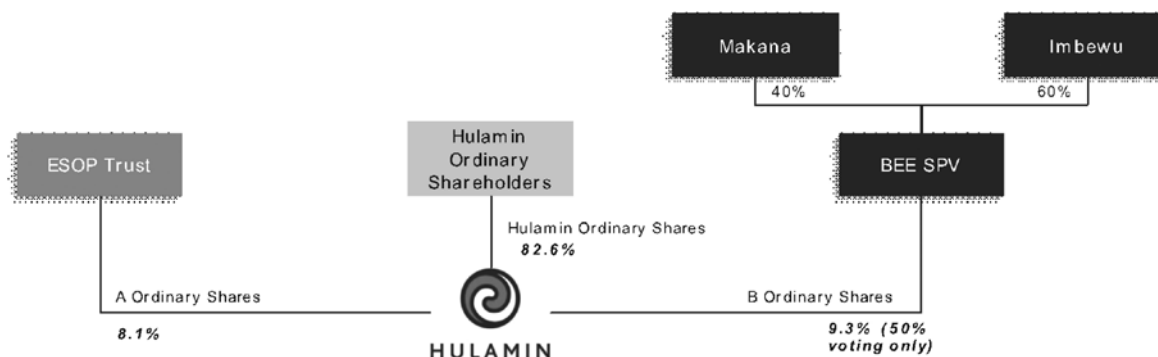 Makana
Imbewu
40%
60%
ESOP Trust
Hulamin
Ordinary
Shareholders
BEE SPV
Hulamin Ordinary Shares
82.6%
A Ordinary Shares
B Ordinary Shares
8.1%
9.3% (50%
voting only)
HULAMIN